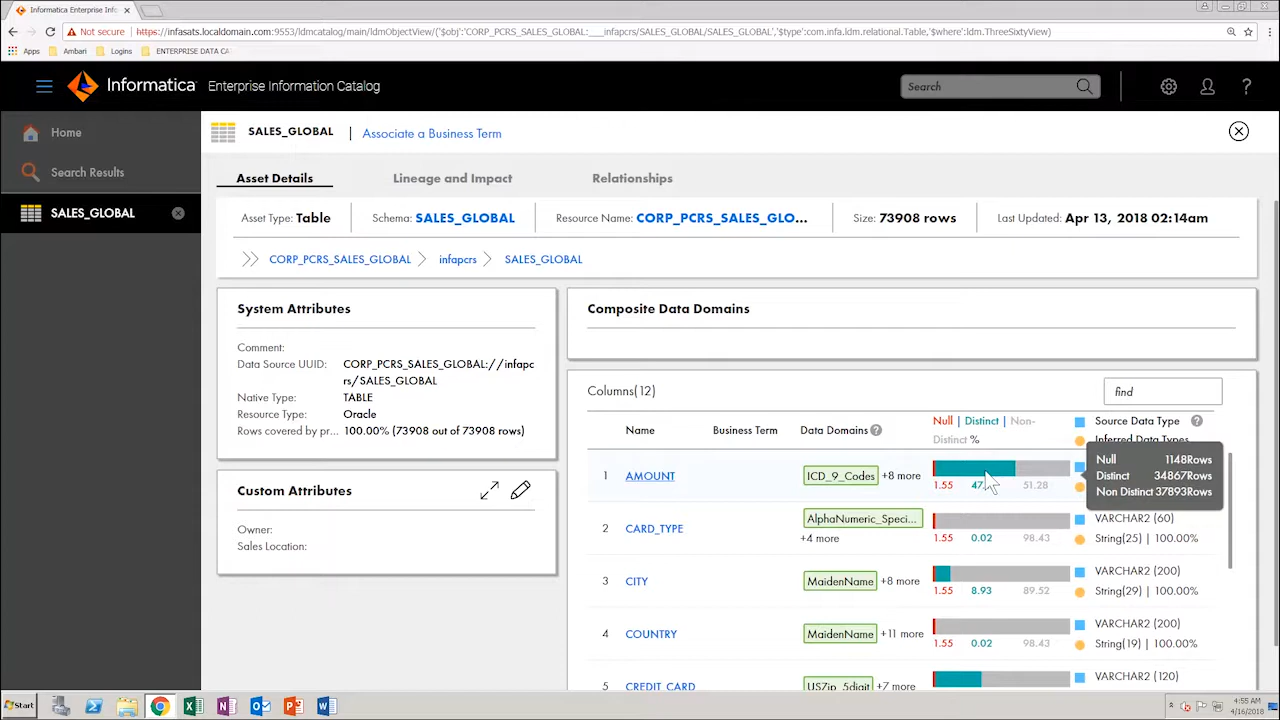 Informatica Enterprise Inf
Not secure | https://infasats.localdomain.com:9553/ldmcatalog/main/ldmObjectView/('$obj':'CORP_PCRS_SALES_GLOBAL:___infapcrs/SALES_GLOBAL/SALES_GLOBAL','$type':com.infa.ldm.relational.Table,'$where':ldm.ThreeSixtyView)
Apps Ambari Logins ENTERPRISE DATA CA
Informatica Enterprise Information Catalog
Search
?
Home
Search Results
SALES_GLOBAL
SALES_GLOBAL | Associate a Business Term
Asset Details Lineage and Impact Relationships
Asset Type: Table Schema: SALES_GLOBAL Resource Name: CORP_PCRS_SALES_GLO... Size: 73908 rows Last Updated: Apr 13, 2018 02:14am
CORP_PCRS_SALES_GLOBAL infapcrs SALES_GLOBAL
System Attributes
Comment:
Data Source UUID: CORP_PCRS_SALES_GLOBAL://infapc
rs/SALES_GLOBAL
Native Type: TABLE
Resource Type: Oracle
Rows covered by pr... 100.00% (73908 out of 73908 rows)
Custom Attributes
Owner:
Sales Location:
Composite Data Domains
Columns(12)
find
Name Business Term Data Domains ? Null | Distinct | Non-
Distinct % Source Data Type ?
Inferred Data Types
1 AMOUNT ICD_9_Codes +8 more 1.55 51.28
Null 1148Rows
Distinct 34867Rows
Non Distinct 37893Rows
2 CARD_TYPE AlphaNumeric_Speci... +4 more 1.55 0.02 98.43 VARCHAR2 (60)
String(25) | 100.00%
3 CITY MaidenName +8 more 1.55 8.93 89.52 VARCHAR2 (200)
String(29) | 100.00%
4 COUNTRY MaidenName +11 more 1.55 0.02 98.43 VARCHAR2 (200)
String(19) | 100.00%
5 CREDIT_CARD USZip_5digit +7 more VARCHAR2 (120)
Start
4:55 AM
4/16/2018